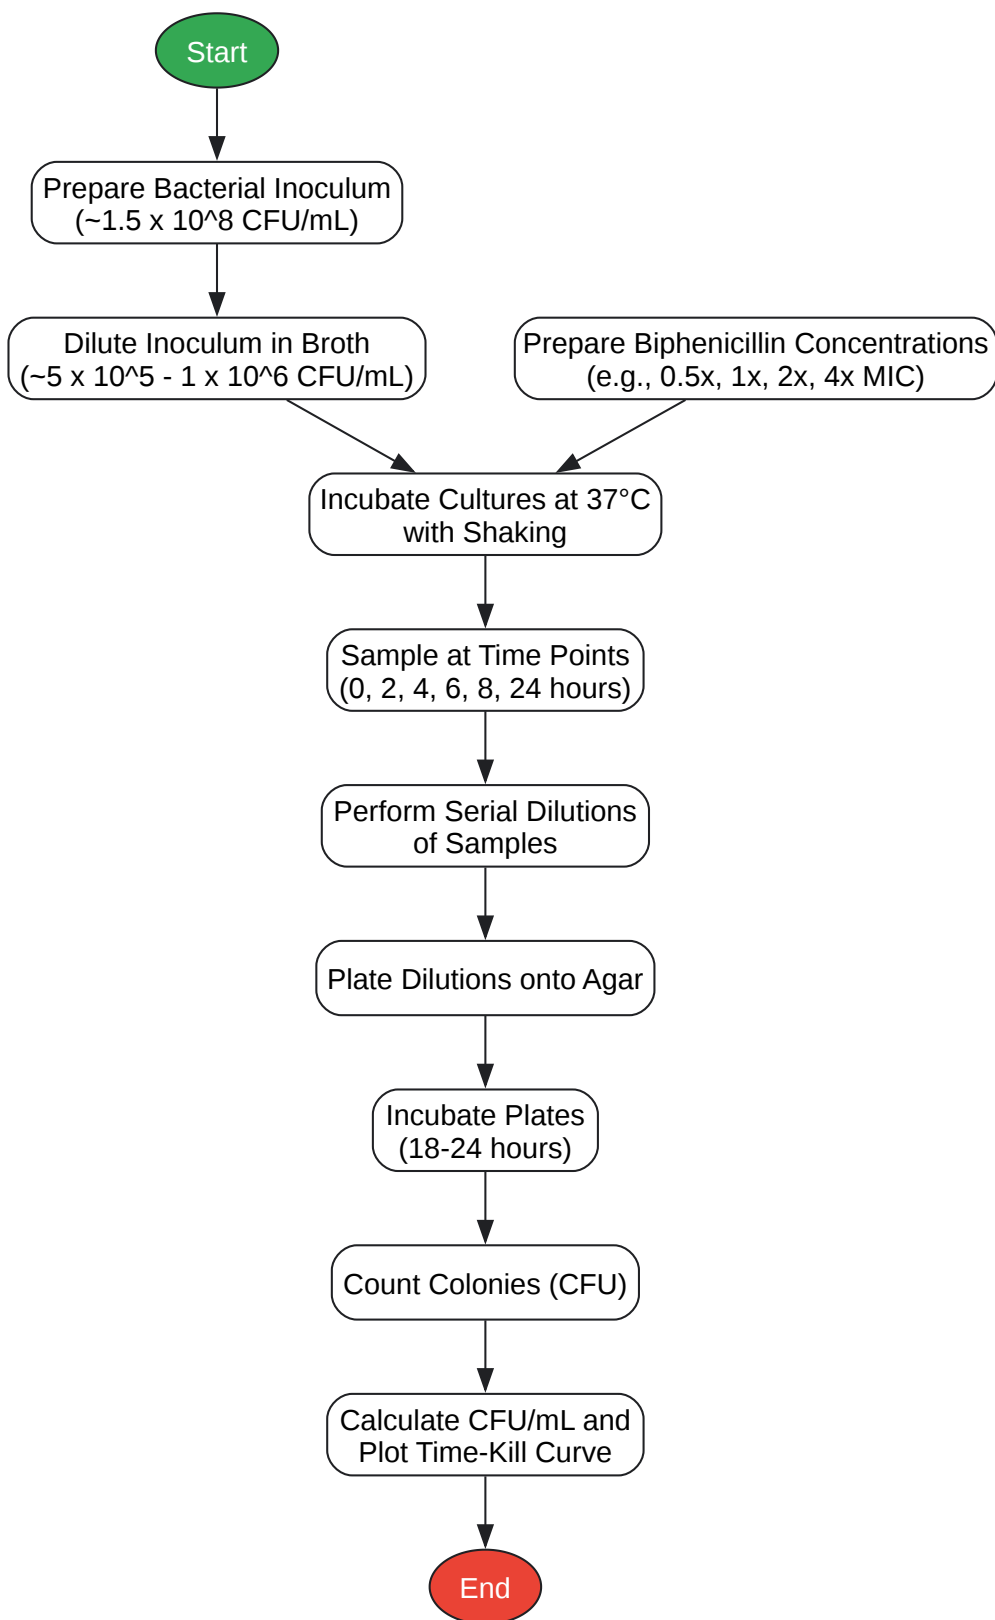 Start
Prepare Bacterial Inoculum
(~1.5 x 10^8 CFU/mL)
Dilute Inoculum in Broth
(~5 x 10^5 - 1 x 10^6 CFU/mL)
Prepare Biphenicillin Concentrations
(e.g., 0.5x, 1x, 2x, 4x MIC)
Incubate Cultures at 37°C
with Shaking
Sample at Time Points
(0, 2, 4, 6, 8, 24 hours)
Perform Serial Dilutions
of Samples
Plate Dilutions onto Agar
Incubate Plates
(18-24 hours)
Count Colonies (CFU)
Calculate CFU/mL and
Plot Time-Kill Curve
End